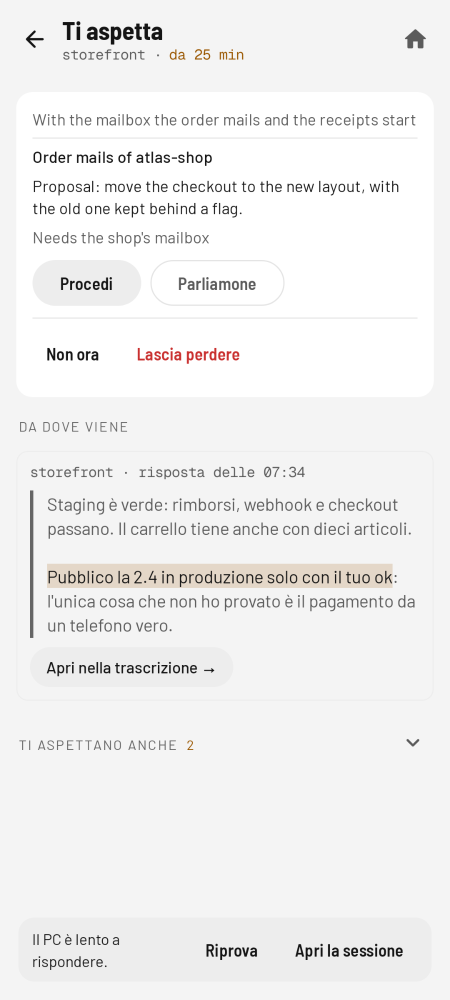 Ti aspetta
storefront · da 25 min
With the mailbox the order mails and the receipts start
Order mails of atlas-shop
Proposal: move the checkout to the new layout, with
the old one kept behind a flag.
Needs the shop's mailbox
Procedi
Parliamone
Non ora
Lascia perdere
DA DOVE VIENE
storefront · risposta delle 07:34
Staging è verde: rimborsi, webhook e checkout
passano. Il carrello tiene anche con dieci articoli.
Pubblico la 2.4 in produzione solo con il tuo ok:
l'unica cosa che non ho provato è il pagamento da
un telefono vero.
Apri nella trascrizione →
TI ASPETTANO ANCHE 2
Il PC è lento a
rispondere.
Riprova
Apri la sessione